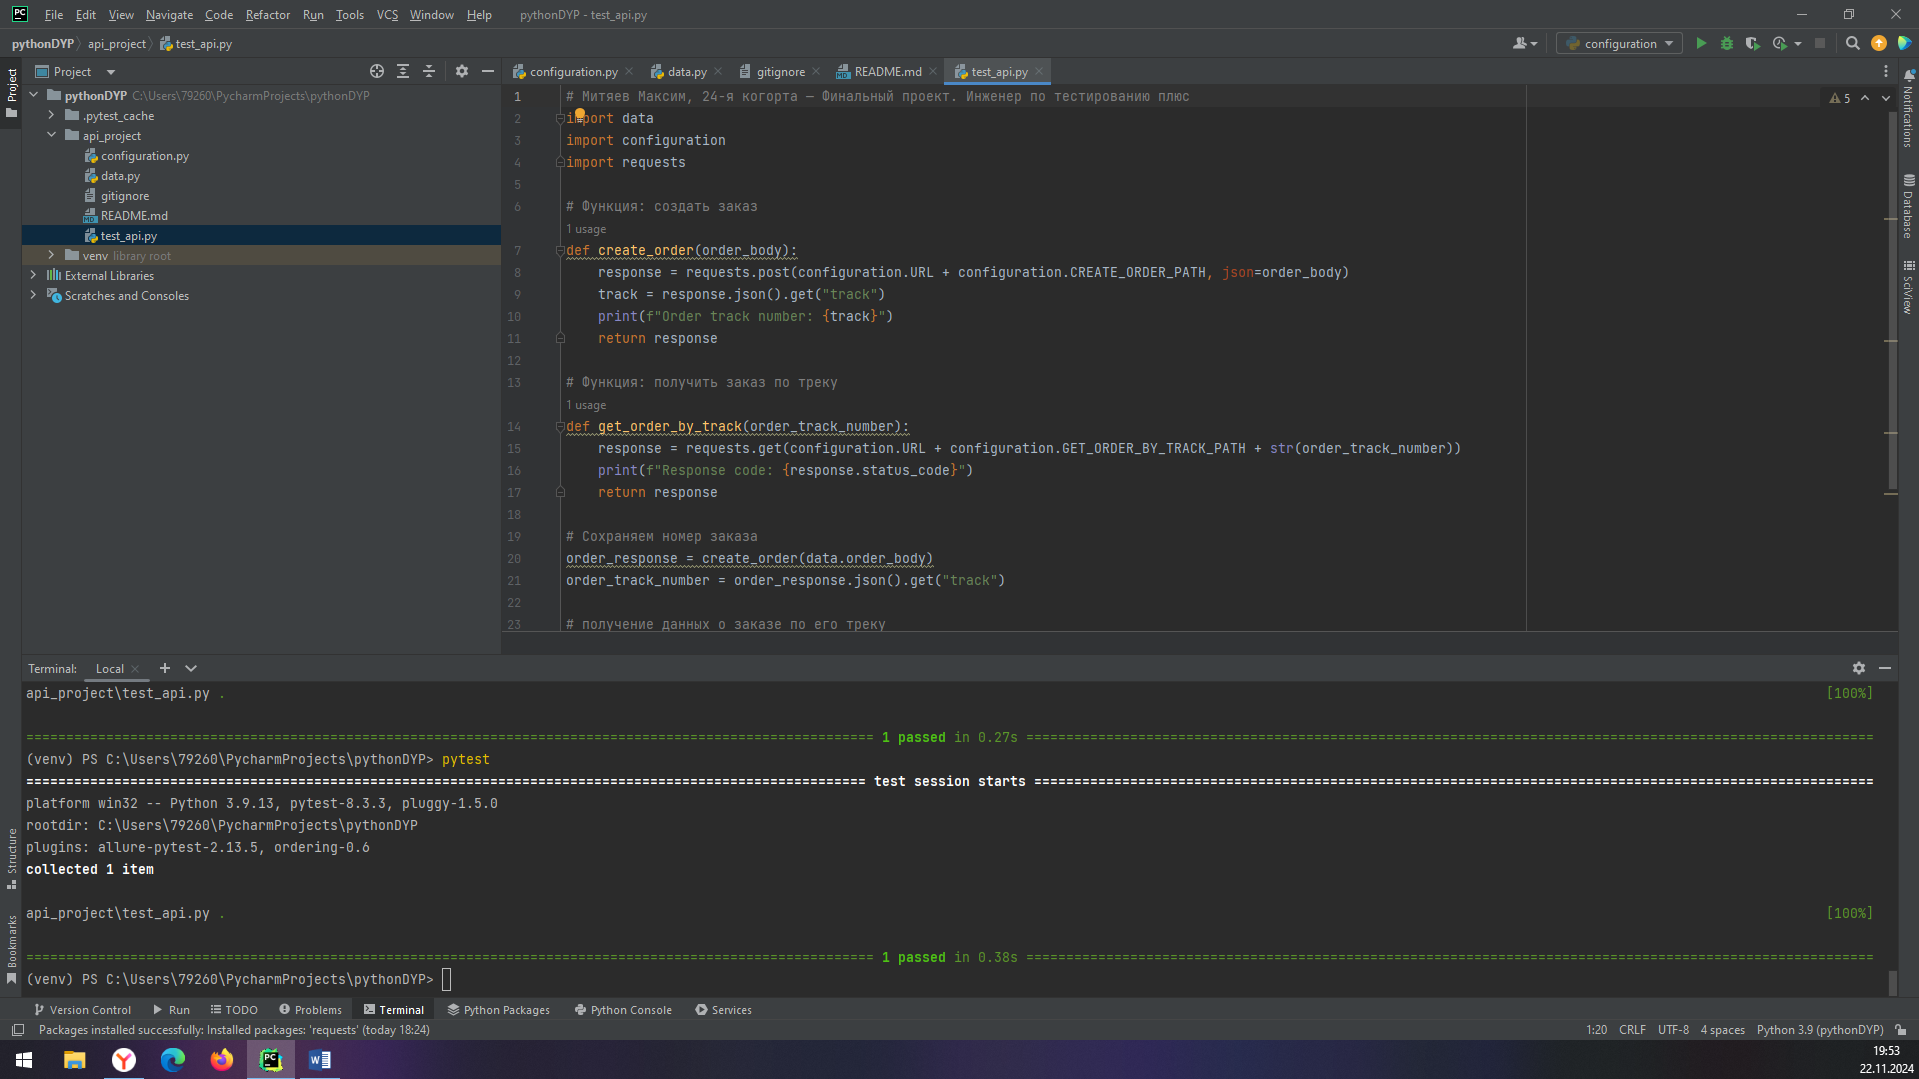 File Edit View Navigate Code Refactor Run Tools VCS Window Help pythonDYP - test_api.py
pythonDYP api_project test_api.py configuration
Project
configuration.py data.py gitignore README.md test_api.py
pythonDYP C:\Users\79260\PycharmProjects\pythonDYP
.pytest_cache
api_project
configuration.py
data.py
gitignore
README.md
test_api.py
venv library root
External Libraries
Scratches and Consoles
5
1 # Митяев Максим, 24-я когорта — Финальный проект. Инженер по тестированию плюс
2 import data
3 import configuration
4 import requests
5
6 # Функция: создать заказ
1 usage
7 def create_order(order_body):
8 response = requests.post(configuration.URL + configuration.CREATE_ORDER_PATH, json=order_body)
9 track = response.json().get("track")
10 print(f"Order track number: {track}")
11 return response
12
13 # Функция: получить заказ по треку
1 usage
14 def get_order_by_track(order_track_number):
15 response = requests.get(configuration.URL + configuration.GET_ORDER_BY_TRACK_PATH + str(order_track_number))
16 print(f"Response code: {response.status_code}")
17 return response
18
19 # Сохраняем номер заказа
20 order_response = create_order(data.order_body)
21 order_track_number = order_response.json().get("track")
22
23 # получение данных о заказе по его треку
Project
Structure
Bookmarks
Notifications
Database
SciView
Terminal: Local
api_project\test_api.py . [100%]
1 passed in 0.27s
(venv) PS C:\Users\79260\PycharmProjects\pythonDYP> pytest
test session starts
platform win32 -- Python 3.9.13, pytest-8.3.3, pluggy-1.5.0
rootdir: C:\Users\79260\PycharmProjects\pythonDYP
plugins: allure-pytest-2.13.5, ordering-0.6
collected 1 item
api_project\test_api.py . [100%]
1 passed in 0.38s
(venv) PS C:\Users\79260\PycharmProjects\pythonDYP>
Version Control Run TODO Problems Terminal Python Packages Python Console Services
Packages installed successfully: Installed packages: 'requests' (today 18:24) 1:20 CRLF UTF-8 4 spaces Python 3.9 (pythonDYP)
19:53
22.11.2024